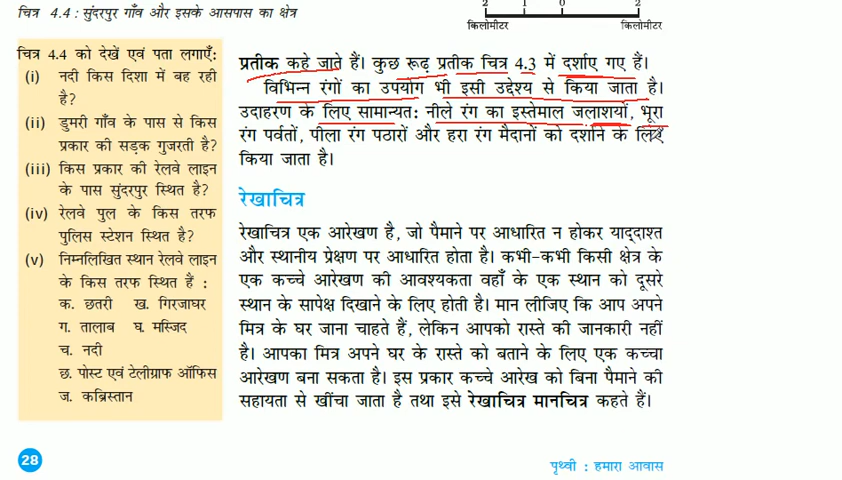 चित्र 4.4 : सुंदरपुर गाँव और इसके आसपास का क्षेत्र
2 1 0 2
किलोमीटर किलोमीटर
चित्र 4.4 को देखें एवं पता लगाएँ:
(i) नदी किस दिशा में बह रही
है?
(ii) डुमरी गाँव के पास से किस
प्रकार की सड़क गुजरती है?
(iii) किस प्रकार की रेलवे लाइन
के पास सुंदरपुर स्थित है?
(iv) रेलवे पुल के किस तरफ
पुलिस स्टेशन स्थित है?
(v) निम्नलिखित स्थान रेलवे लाइन
के किस तरफ स्थित हैं :
क. छतरी ख. गिरजाघर
ग. तालाब घ. मस्जिद
च. नदी
छ. पोस्ट एवं टेलीग्राफ ऑफिस
ज. कब्रिस्तान
प्रतीक कहे जाते हैं। कुछ रूढ़ प्रतीक चित्र 4.3 में दर्शाए गए हैं।
विभिन्न रंगों का उपयोग भी इसी उद्देश्य से किया जाता है।
उदाहरण के लिए सामान्यत: नीले रंग का इस्तेमाल जलाशयों, भूरा
रंग पर्वतों, पीला रंग पठारों और हरा रंग मैदानों को दर्शाने के लिए
किया जाता है।
रेखाचित्र
रेखाचित्र एक आरेखण है, जो पैमाने पर आधारित न होकर याद्दाश्त
और स्थानीय प्रेक्षण पर आधारित होता है। कभी-कभी किसी क्षेत्र के
एक कच्चे आरेखण की आवश्यकता वहाँ के एक स्थान को दूसरे
स्थान के सापेक्ष दिखाने के लिए होती है। मान लीजिए कि आप अपने
मित्र के घर जाना चाहते हैं, लेकिन आपको रास्ते की जानकारी नहीं
है। आपका मित्र अपने घर के रास्ते को बताने के लिए एक कच्चा
आरेखण बना सकता है। इस प्रकार कच्चे आरेख को बिना पैमाने की
सहायता से खींचा जाता है तथा इसे रेखाचित्र मानचित्र कहते हैं।
28
पृथ्वी : हमारा आवास